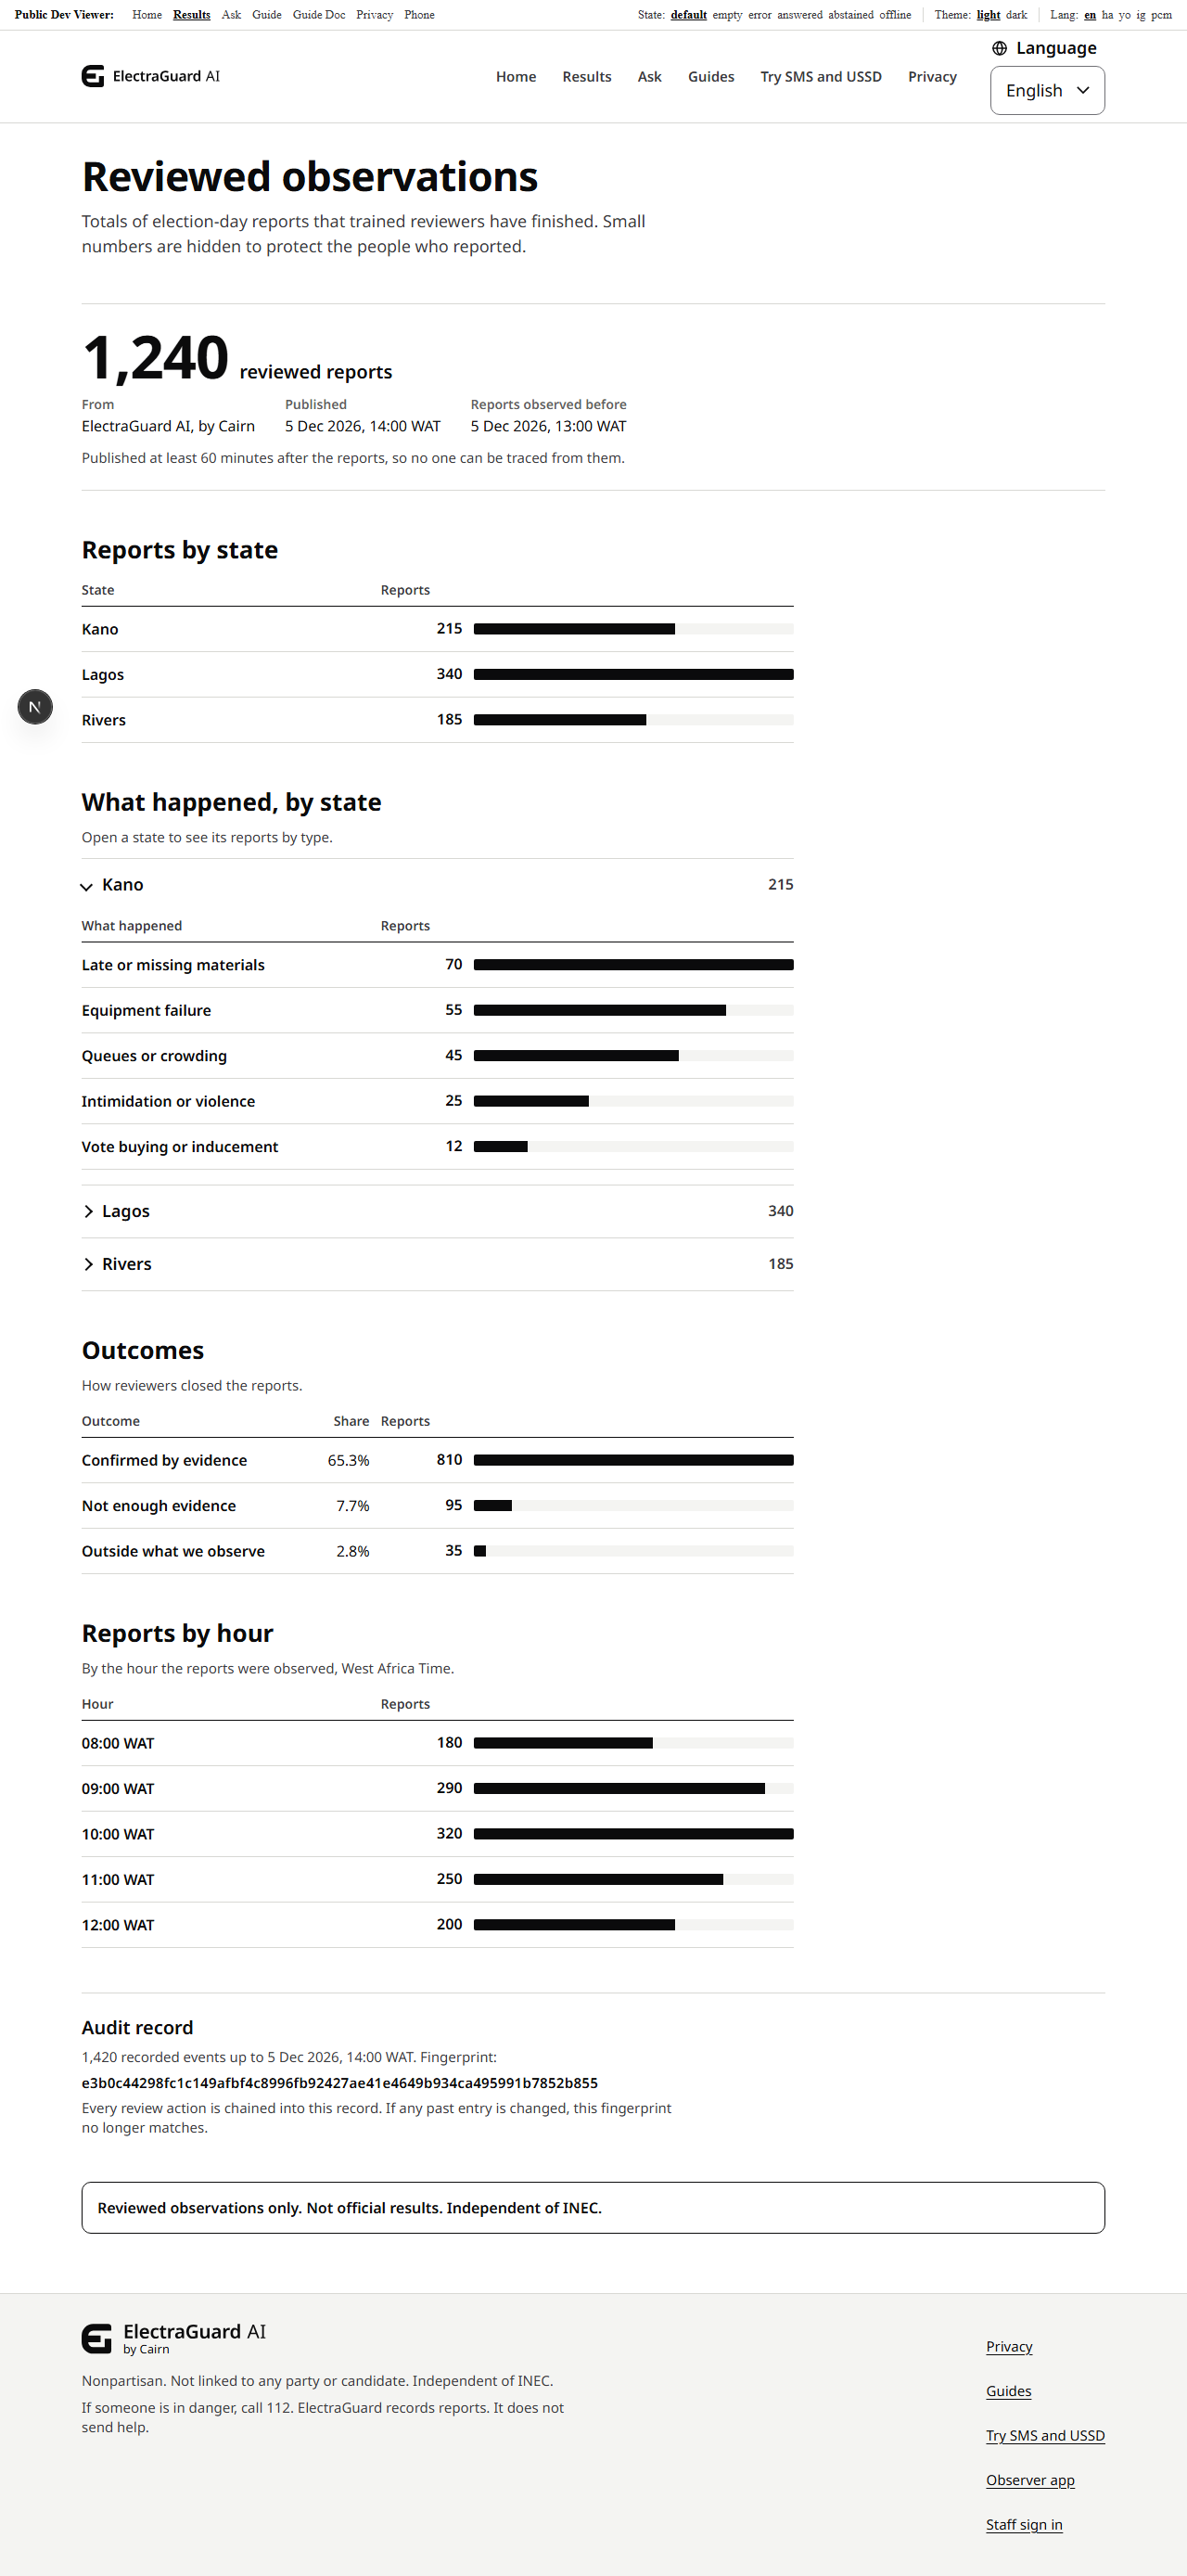 Public Dev Viewer: Home Results Ask Guide Guide Doc Privacy Phone State: default empty error answered abstained offline Theme: light dark Lang: en ha yo ig pcm
ElectraGuard AI Home Results Ask Guides Try SMS and USSD Privacy
Language
English
Reviewed observations
Totals of election-day reports that trained reviewers have finished. Small
numbers are hidden to protect the people who reported.
1,240 reviewed reports
From Published Reports observed before
ElectraGuard AI, by Cairn 5 Dec 2026, 14:00 WAT 5 Dec 2026, 13:00 WAT
Published at least 60 minutes after the reports, so no one can be traced from them.
Reports by state
State Reports
Kano 215
Lagos 340
Rivers 185
N
What happened, by state
Open a state to see its reports by type.
Kano 215
What happened Reports
Late or missing materials 70
Equipment failure 55
Queues or crowding 45
Intimidation or violence 25
Vote buying or inducement 12
Lagos 340
Rivers 185
Outcomes
How reviewers closed the reports.
Outcome Share Reports
Confirmed by evidence 65.3% 810
Not enough evidence 7.7% 95
Outside what we observe 2.8% 35
Reports by hour
By the hour the reports were observed, West Africa Time.
Hour Reports
08:00 WAT 180
09:00 WAT 290
10:00 WAT 320
11:00 WAT 250
12:00 WAT 200
Audit record
1,420 recorded events up to 5 Dec 2026, 14:00 WAT. Fingerprint:
e3b0c44298fc1c149afbf4c8996fb92427ae41e4649b934ca495991b7852b855
Every review action is chained into this record. If any past entry is changed, this fingerprint
no longer matches.
Reviewed observations only. Not official results. Independent of INEC.
ElectraGuard AI
by Cairn
Nonpartisan. Not linked to any party or candidate. Independent of INEC.
If someone is in danger, call 112. ElectraGuard records reports. It does not
send help.
Privacy
Guides
Try SMS and USSD
Observer app
Staff sign in